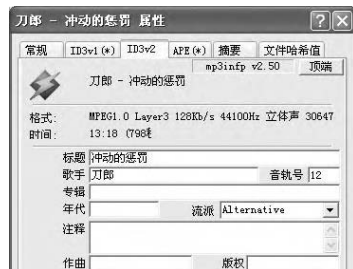 刀郎 - 冲动的惩罚 属性
常规 ID3v1 (*) ID3v2 APE (*) 摘要 文件哈希值
mp3infp v2.50 顶端
刀郎 - 冲动的惩罚
格式: MPEG1.0 Layer3 128Kb/s 44100Hz 立体声 30647
时间: 13:18 (798
标题 冲动的惩罚
歌手 刀郎 音轨号 12
专辑
年代 流派 Alternative
注释
作曲 版权